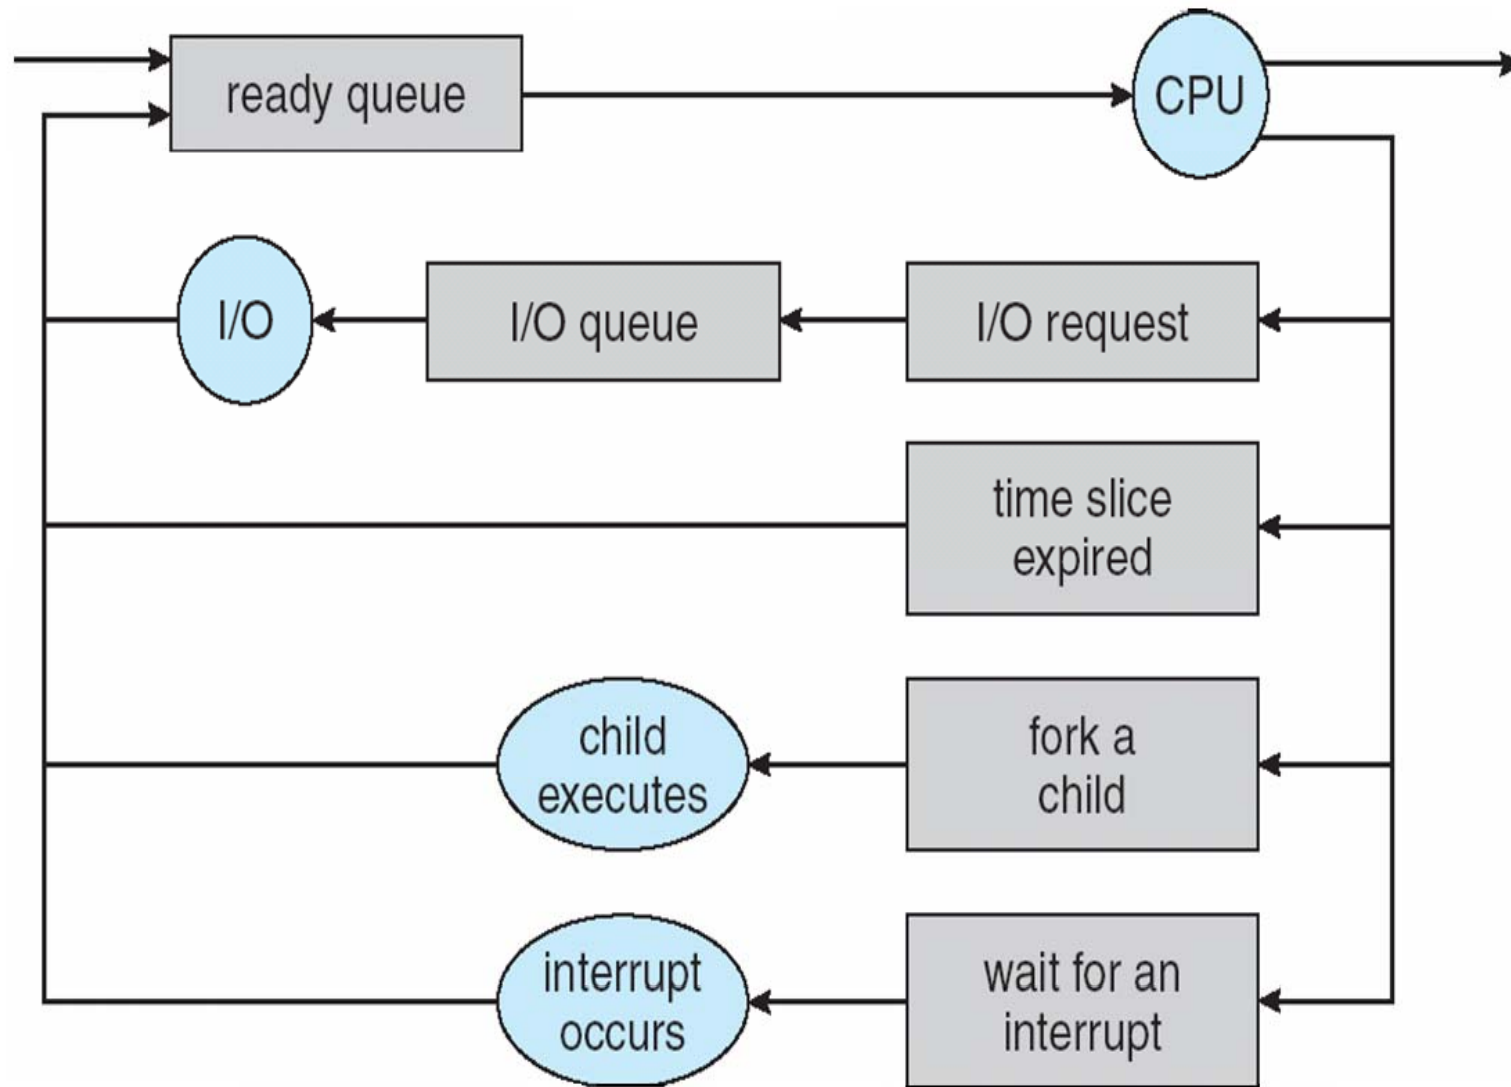 ready queue
CPU
I/O
I/O queue
I/O request
time slice
expired
child
executes
fork a
child
interrupt
occurs
wait for an
interrupt